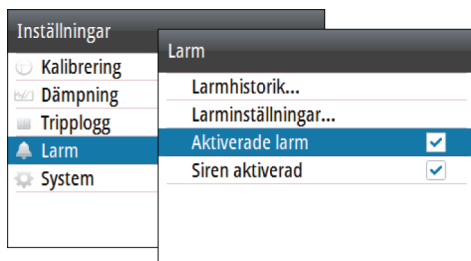 Inställningar
Kalibrering
Dämpning
Tripplogg
Larm
System
Larm
Larmhistorik...
Larminställningar...
Aktiverade larm
Siren aktiverad